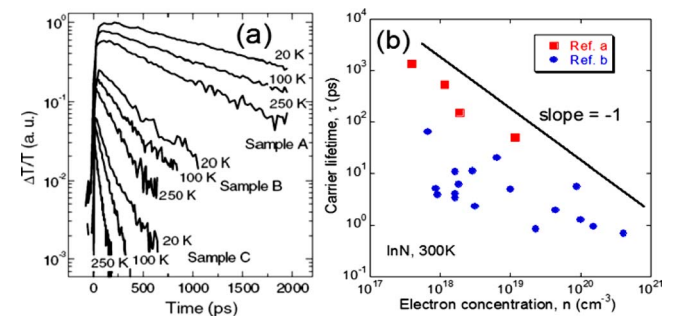 (a)
10⁰
10⁻¹
10⁻²
10⁻³
ΔT/T (a. u.)
20 K
100 K
250 K
Sample A
20 K
100 K
250 K
Sample B
20 K
250 K
100 K
Sample C
0
500
1000
1500
2000
Time (ps)
(b)
Ref. a
Ref. b
slope = -1
InN, 300K
10⁴
10³
10²
10¹
10⁰
10⁻¹
Carrier lifetime, τ (ps)
10¹⁷
10¹⁸
10¹⁹
10²⁰
10²¹
Electron concentration, n (cm⁻³)